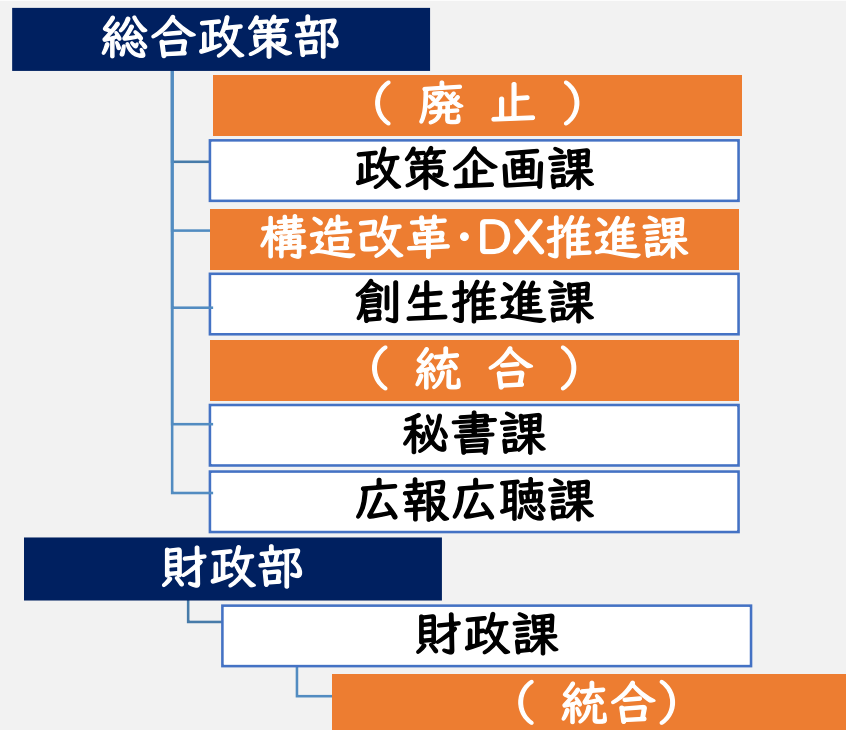 総合政策部
（ 廃 止 ）
政策企画課
構造改革･DX推進課
創生推進課
（ 統 合 ）
秘書課
広報広聴課
財政部
財政課
（ 統合）